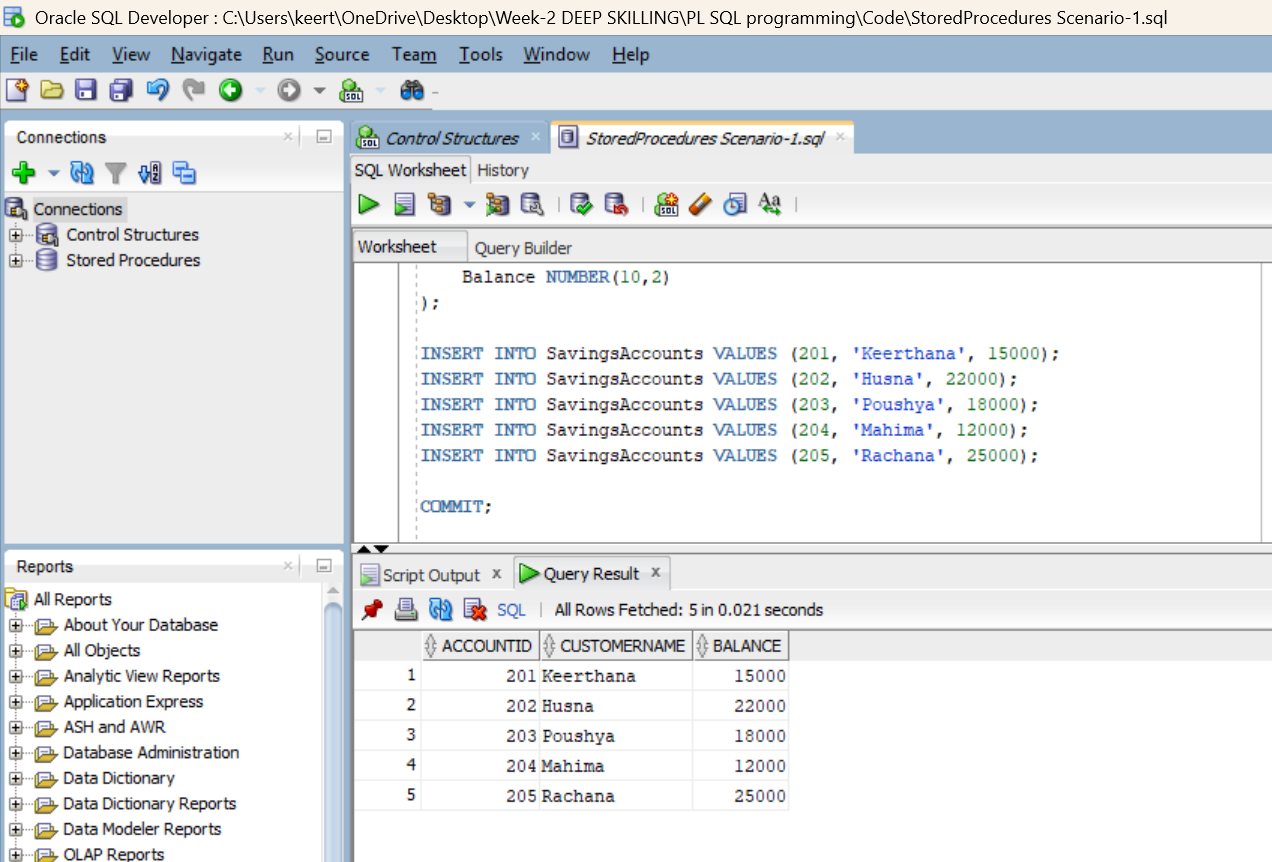 Oracle SQL Developer : C:\Users\keert\OneDrive\Desktop\Week-2 DEEP SKILLING\PL SQL programming\Code\StoredProcedures Scenario-1.sql
File Edit View Navigate Run Source Team Tools Window Help
Connections
Connections
Control Structures
Stored Procedures
Reports
All Reports
About Your Database
All Objects
Analytic View Reports
Application Express
ASH and AWR
Database Administration
Data Dictionary
Data Dictionary Reports
Data Modeler Reports
OLAP Reports
Control Structures StoredProcedures Scenario-1.sql
SQL Worksheet History
Worksheet Query Builder
Balance NUMBER(10,2)
);
INSERT INTO SavingsAccounts VALUES (201, 'Keerthana', 15000);
INSERT INTO SavingsAccounts VALUES (202, 'Husna', 22000);
INSERT INTO SavingsAccounts VALUES (203, 'Poushya', 18000);
INSERT INTO SavingsAccounts VALUES (204, 'Mahima', 12000);
INSERT INTO SavingsAccounts VALUES (205, 'Rachana', 25000);
COMMIT;
Script Output x Query Result x
SQL | All Rows Fetched: 5 in 0.021 seconds
ACCOUNTID CUSTOMERNAME BALANCE
1 201 Keerthana 15000
2 202 Husna 22000
3 203 Poushya 18000
4 204 Mahima 12000
5 205 Rachana 25000